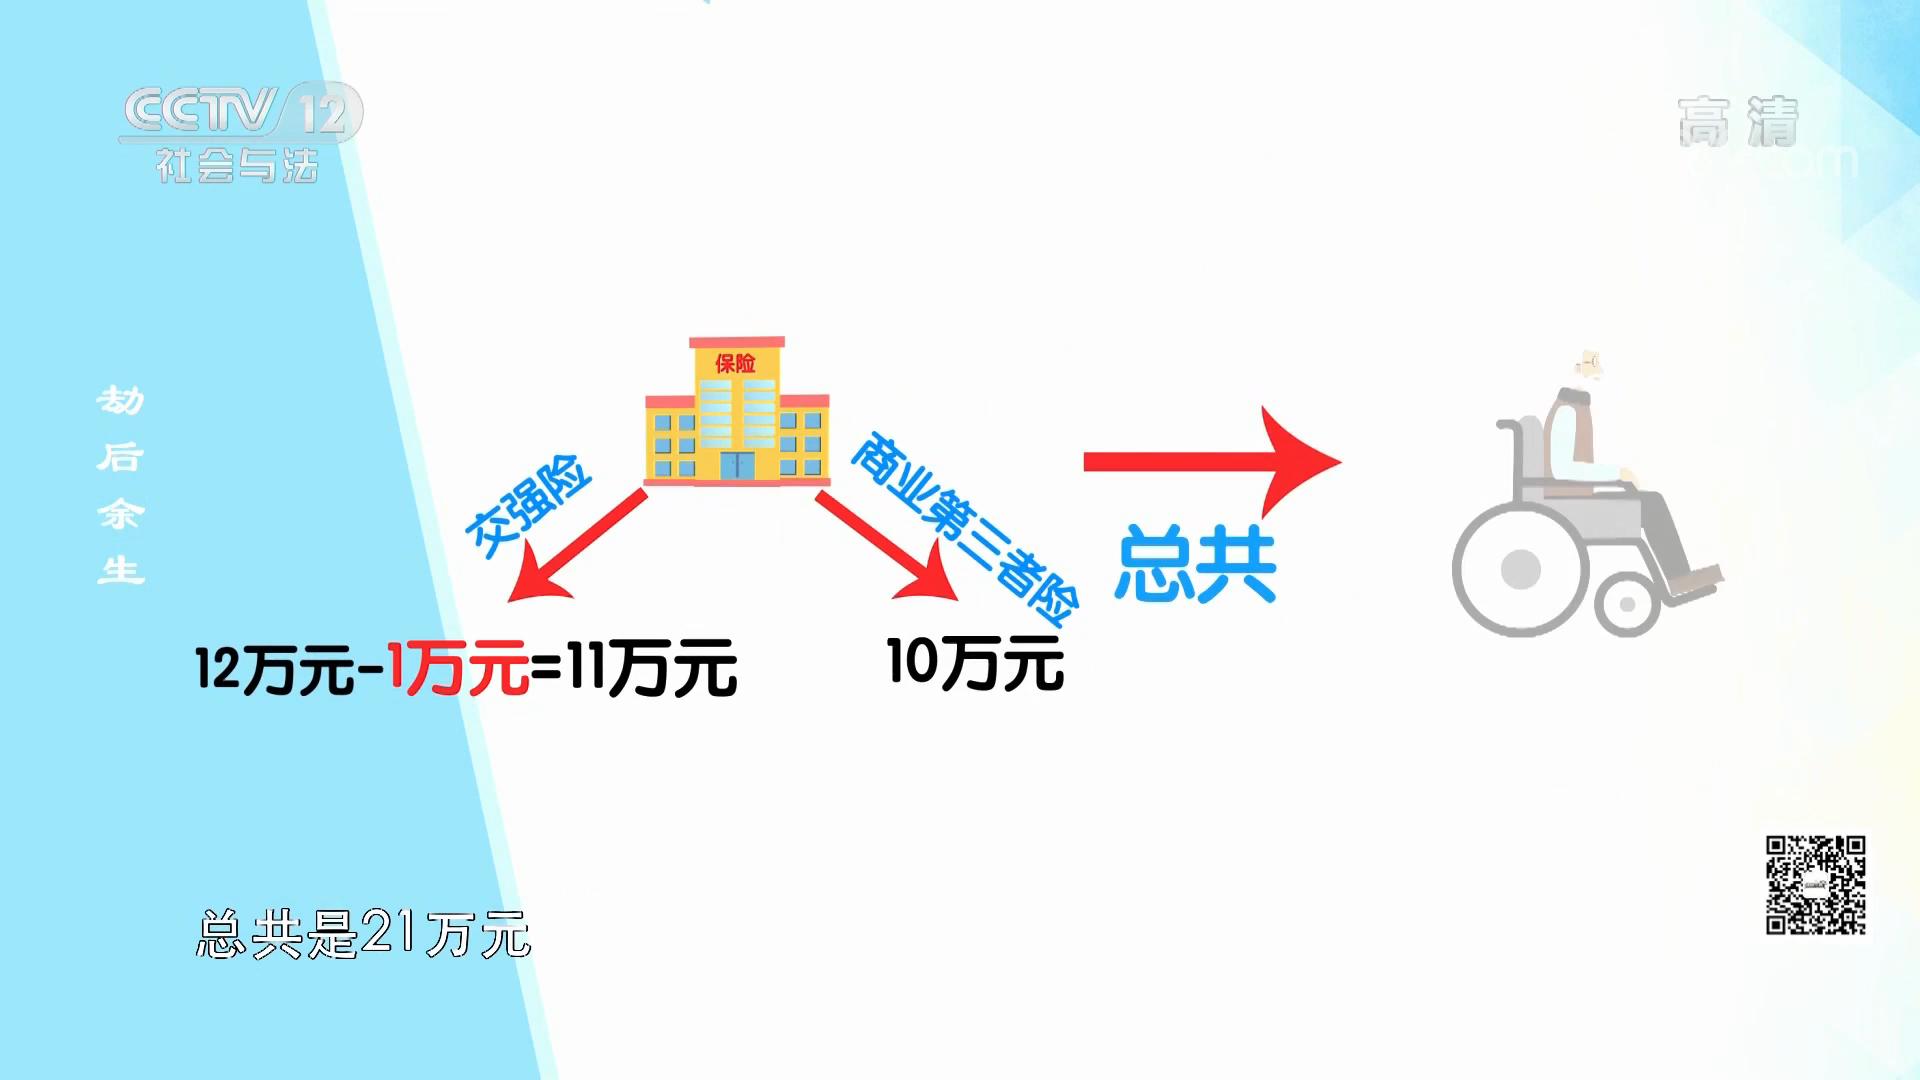 CCTV 12
社会与法
高清
com
保险
交强险
商业第三者险
总共
12万元-1万元=11万元
10万元
劫后余生
总共是21万元